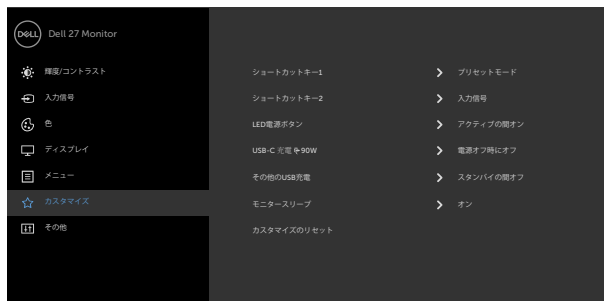 DELL Dell 27 Monitor
輝度/コントラスト
入力信号
色
ディスプレイ
メニュー
カスタマイズ
その他
ショートカットキー1 プリセットモード
ショートカットキー2 入力信号
LED電源ボタン アクティブの間オン
USB-C 充電 90W 電源オフ時にオフ
その他のUSB充電 スタンバイの間オフ
モニタースリープ オン
カスタマイズのリセット